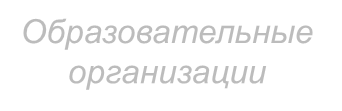 Образовательные
организации